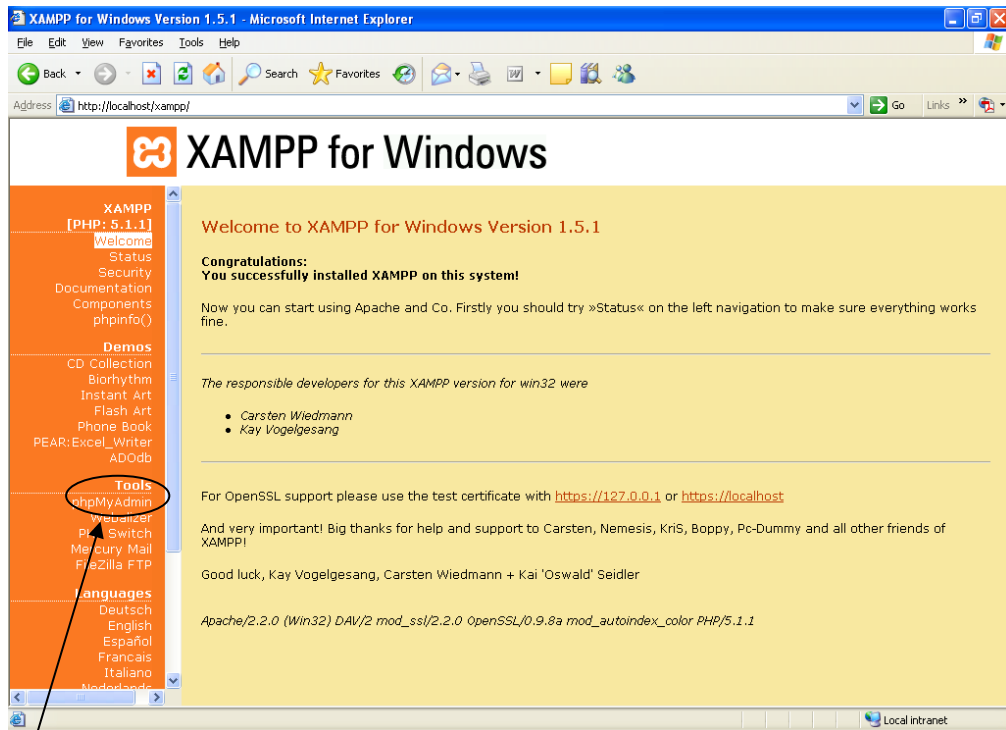 XAMPP for Windows Version 1.5.1 - Microsoft Internet Explorer
File Edit View Favorites Tools Help
Back Search Favorites
Address http://localhost/xampp/ Go Links »
XAMPP for Windows
XAMPP
[PHP: 5.1.1]
Welcome
Status
Security
Documentation
Components
phpinfo()
Demos
CD Collection
Biorhythm
Instant Art
Flash Art
Phone Book
PEAR:Excel_Writer
ADOdb
Tools
phpMyAdmin
Webalizer
Switch
Mercury Mail
FileZilla FTP
Languages
Deutsch
English
Español
Francais
Italiano
Nederlands
Welcome to XAMPP for Windows Version 1.5.1
Congratulations:
You successfully installed XAMPP on this system!
Now you can start using Apache and Co. Firstly you should try »Status« on the left navigation to make sure everything works
fine.
The responsible developers for this XAMPP version for win32 were
• Carsten Wiedmann
• Kay Vogelgesang
For OpenSSL support please use the test certificate with https://127.0.0.1 or https://localhost
And very important! Big thanks for help and support to Carsten, Nemesis, KriS, Boppy, Pc-Dummy and all other friends of
XAMPP!
Good luck, Kay Vogelgesang, Carsten Wiedmann + Kai 'Oswald' Seidler
Apache/2.2.0 (Win32) DAV/2 mod_ssl/2.2.0 OpenSSL/0.9.8a mod_autoindex_color PHP/5.1.1
Local intranet